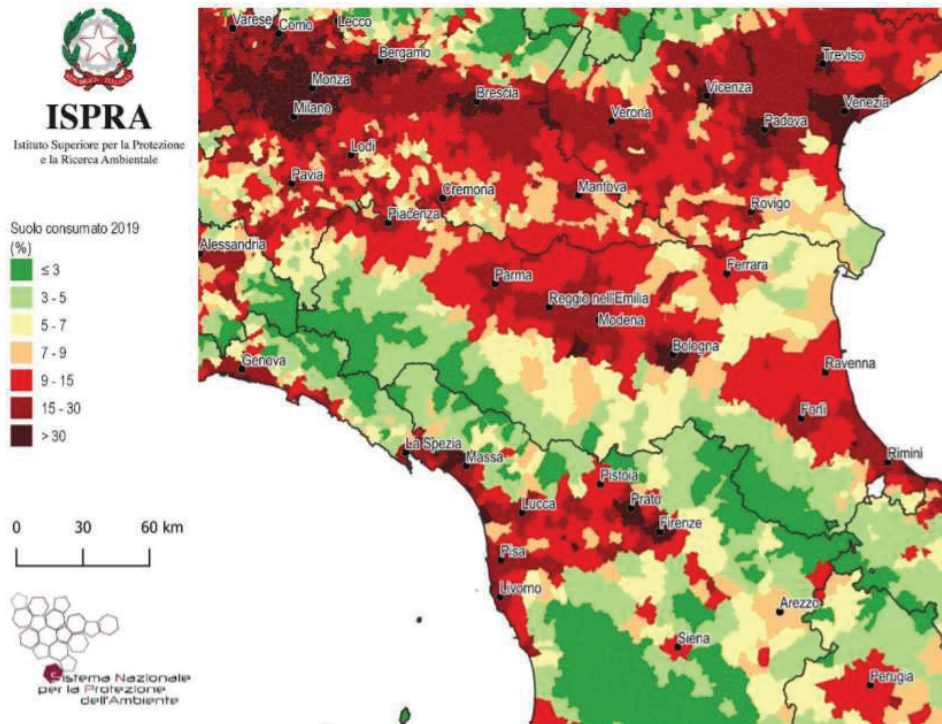 ISPRA
Istituto Superiore per la Protezione
e la Ricerca Ambientale
Suolo consumato 2019
(%)
≤ 3
3 - 5
5 - 7
7 - 9
9 - 15
15 - 30
> 30
0 30 60 km
Sistema Nazionale
per la Protezione
dell'Ambiente
Varese
Como
Lecco
Bergamo
Treviso
Monza
Brescia
Vicenza
Venezia
Milano
Verona
Padova
Lodi
Pavia
Cremona
Mantova
Rovigo
Piacenza
Alessandria
Parma
Ferrara
Reggio nell'Emilia
Modena
Genova
Bologna
Ravenna
Forlì
La Spezia
Massa
Rimini
Pistoia
Lucca
Prato
Firenze
Pisa
Livorno
Arezzo
Siena
Perugia